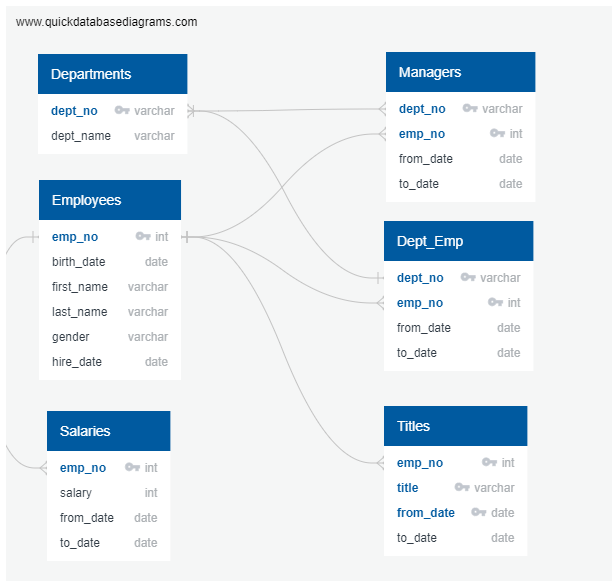 www.quickdatabasediagrams.com
Departments
dept_no varchar
dept_name varchar
Employees
emp_no int
birth_date date
first_name varchar
last_name varchar
gender varchar
hire_date date
Salaries
emp_no int
salary int
from_date date
to_date date
Managers
dept_no varchar
emp_no int
from_date date
to_date date
Dept_Emp
dept_no varchar
emp_no int
from_date date
to_date date
Titles
emp_no int
title varchar
from_date date
to_date date